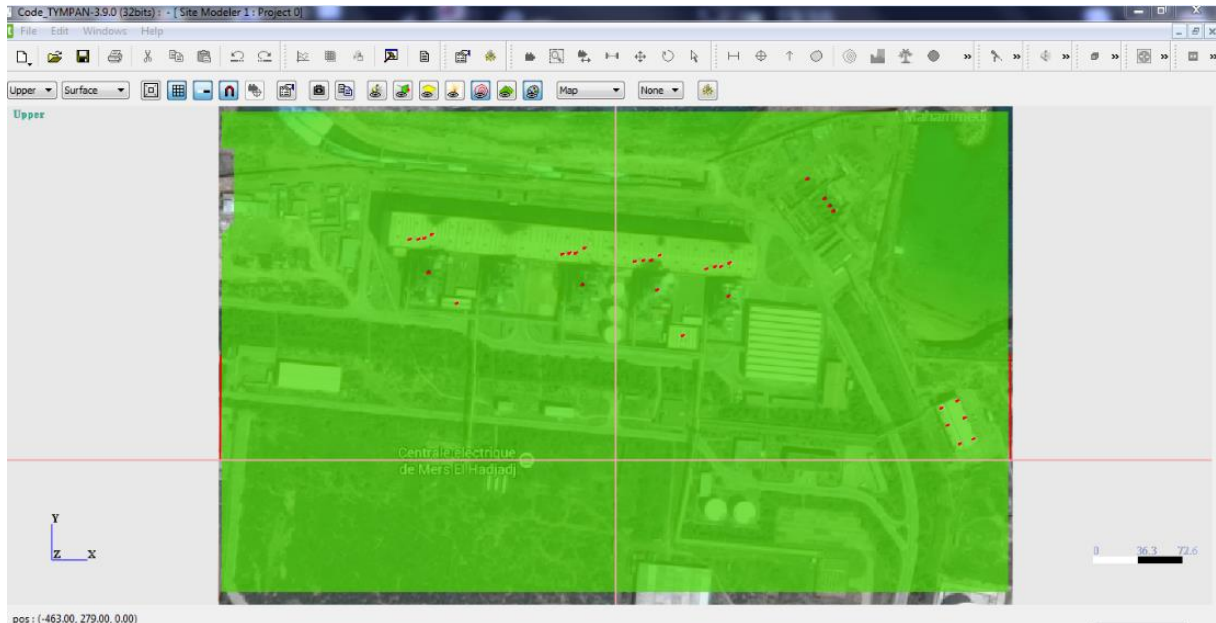 Code_TYMPAN-3.9.0 (32bits) : - [ Site Modeler 1 : Project 0]
File Edit Windows Help
Upper Surface Map None
Upper
Mahammedi
Centrale électrique
de Mers El Hadjadj
Y
Z X
0 36.3 72.6
pos : (-463.00, 279.00, 0.00)